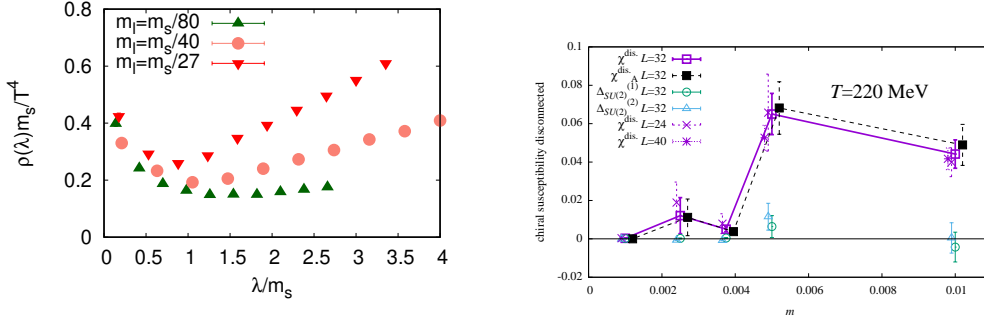 m_l=m_s/80
m_l=m_s/40
m_l=m_s/27
ρ(λ)m_s/T^4
0.8
0.6
0.4
0.2
0
0 0.5 1 1.5 2 2.5 3 3.5 4
λ/m_s
χ^dis. L=32
χ^dis._A L=32
Δ_SU(2)^(1) L=32
Δ_SU(2)^(2) L=32
χ^dis. L=24
χ^dis. L=40
T=220 MeV
chiral susceptibility disconnected
0.1
0.08
0.06
0.04
0.02
0
-0.02
0 0.002 0.004 0.006 0.008 0.01
m